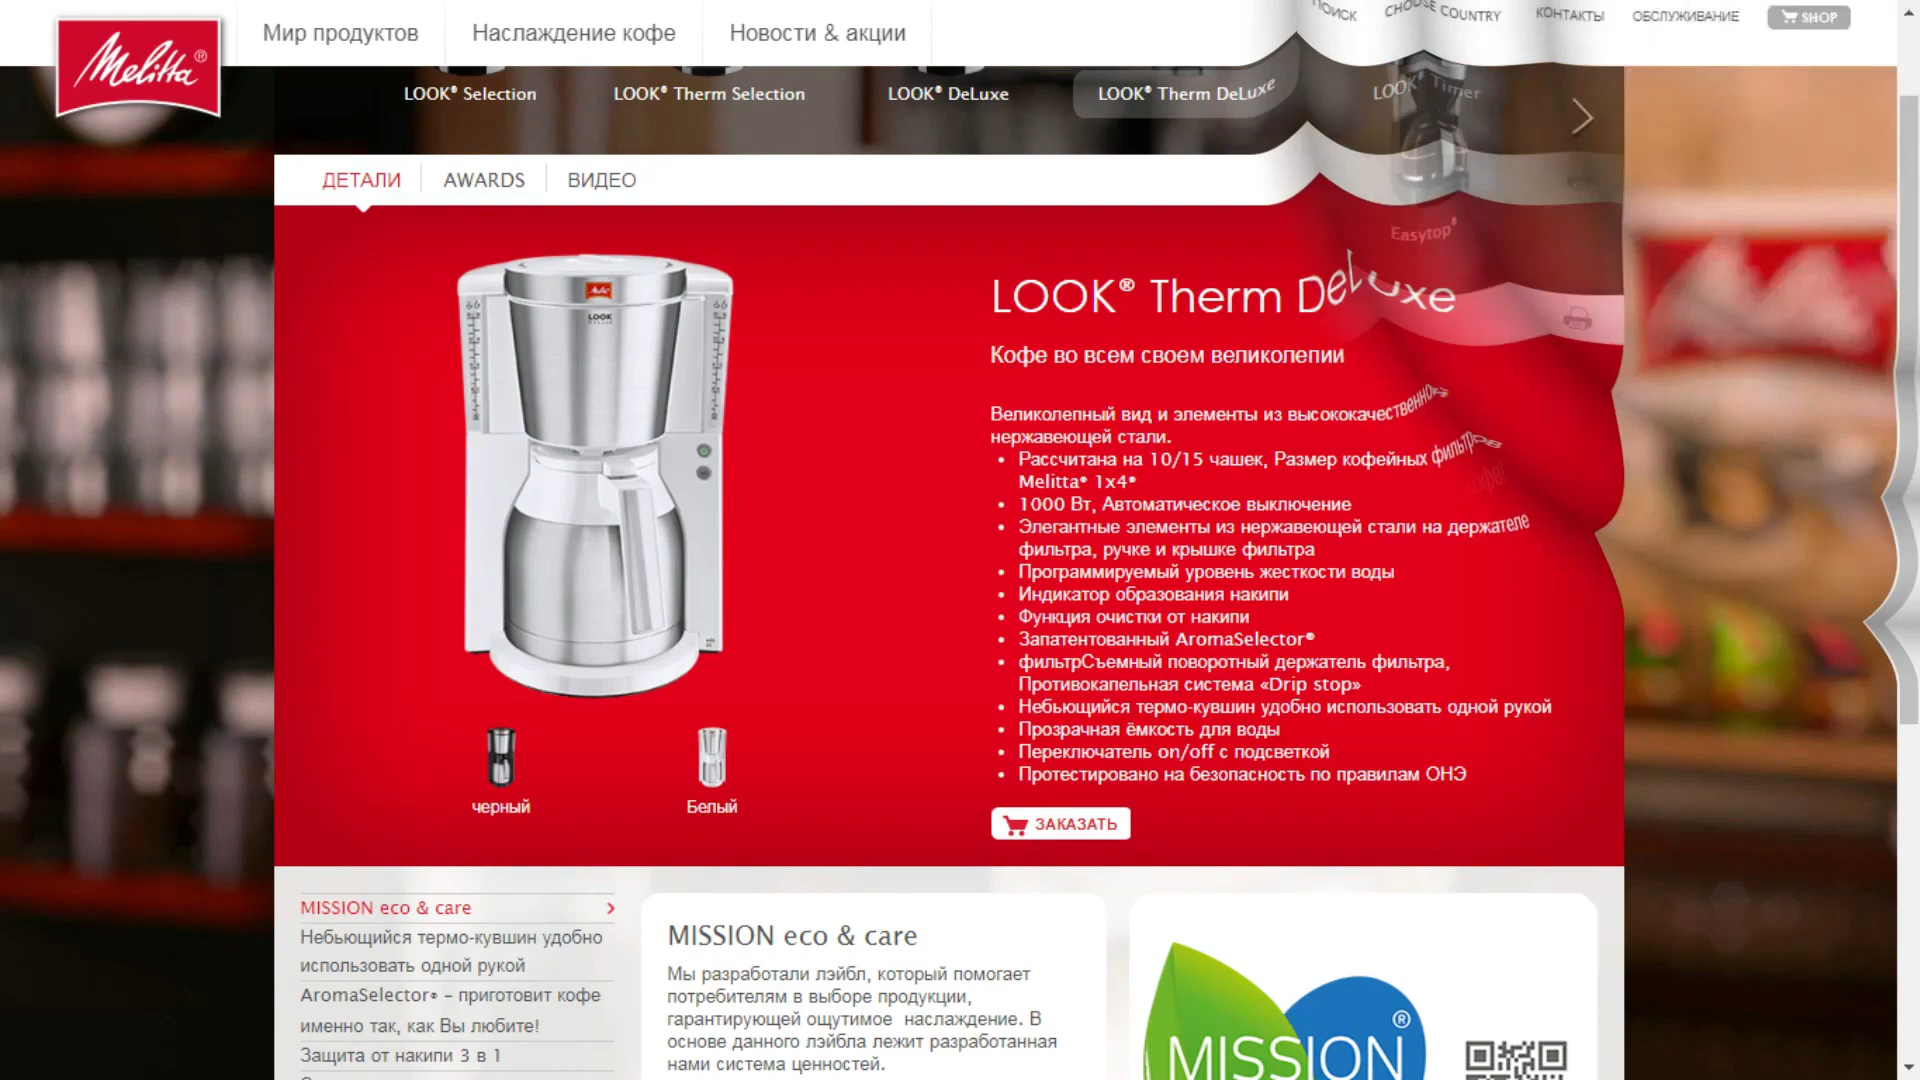 Melitta®
Мир продуктов
Наслаждение кофе
Новости & акции
ПОИСК
CHOOSE COUNTRY
КОНТАКТЫ
ОБСЛУЖИВАНИЕ
SHOP
LOOK® Selection
LOOK® Therm Selection
LOOK® DeLuxe
LOOK® Therm DeLuxe
LOOK® Timer
ДЕТАЛИ
AWARDS
ВИДЕО
Easytop®
LOOK® Therm DeLuxe
Кофе во всем своем великолепии
Великолепный вид и элементы из высококачественной
нержавеющей стали.
• Рассчитана на 10/15 чашек, Размер кофейных фильтров
Melitta® 1x4®
• 1000 Вт, Автоматическое выключение
• Элегантные элементы из нержавеющей стали на держателе
фильтра, ручке и крышке фильтра
• Программируемый уровень жесткости воды
• Индикатор образования накипи
• Функция очистки от накипи
• Запатентованный AromaSelector®
• фильтрСъемный поворотный держатель фильтра,
Противокапельная система «Drip stop»
• Небьющийся термо-кувшин удобно использовать одной рукой
• Прозрачная ёмкость для воды
• Переключатель on/off с подсветкой
• Протестировано на безопасность по правилам ОНЭ
LOOK
черный
Белый
ЗАКАЗАТЬ
MISSION eco & care
Небьющийся термо-кувшин удобно
использовать одной рукой
AromaSelector® – приготовит кофе
именно так, как Вы любите!
Защита от накипи 3 в 1
MISSION eco & care
Мы разработали лэйбл, который помогает
потребителям в выборе продукции,
гарантирующей ощутимое наслаждение. В
основе данного лэйбла лежит разработанная
нами система ценностей.
MISSION®